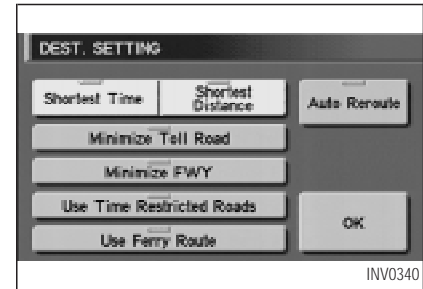 DEST. SETTING
Shortest Time
Shortest
Distance
Auto Reroute
Minimize Toll Road
Minimize FWY
Use Time Restricted Roads
Use Ferry Route
OK
INV0340